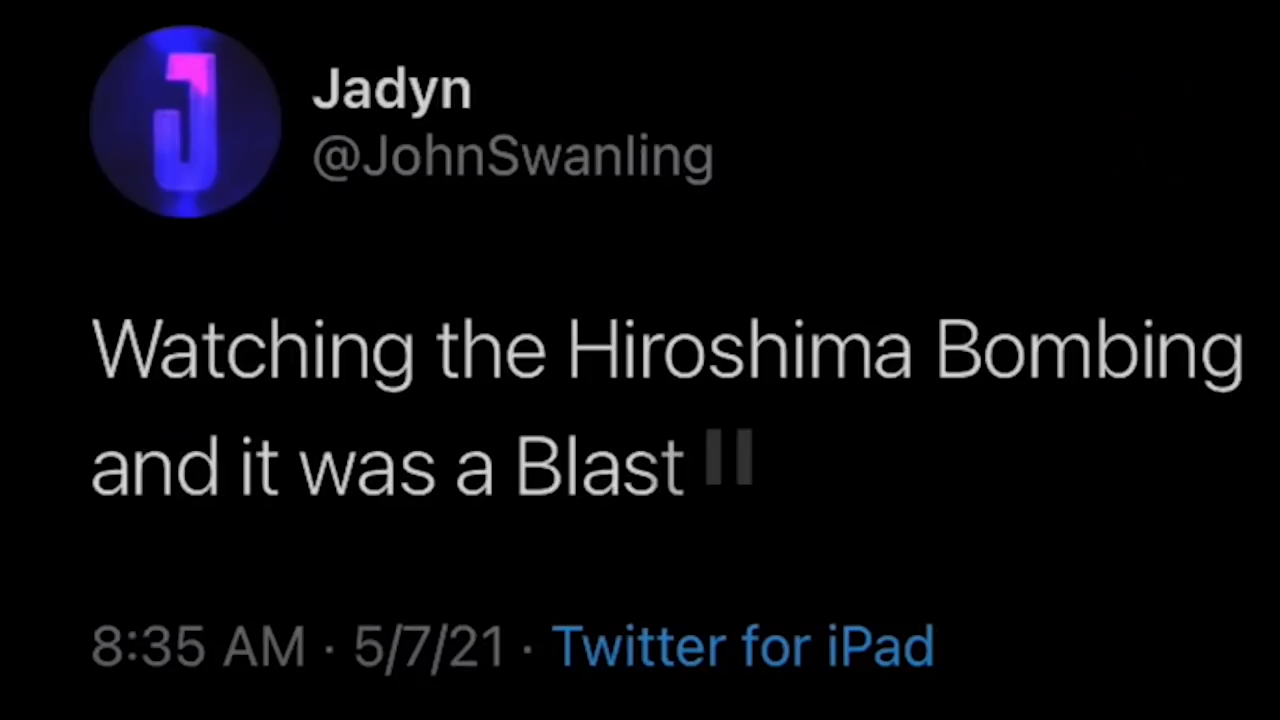 J
Jadyn
@JohnSwanling
Watching the Hiroshima Bombing
and it was a Blast
8:35 AM · 5/7/21 · Twitter for iPad